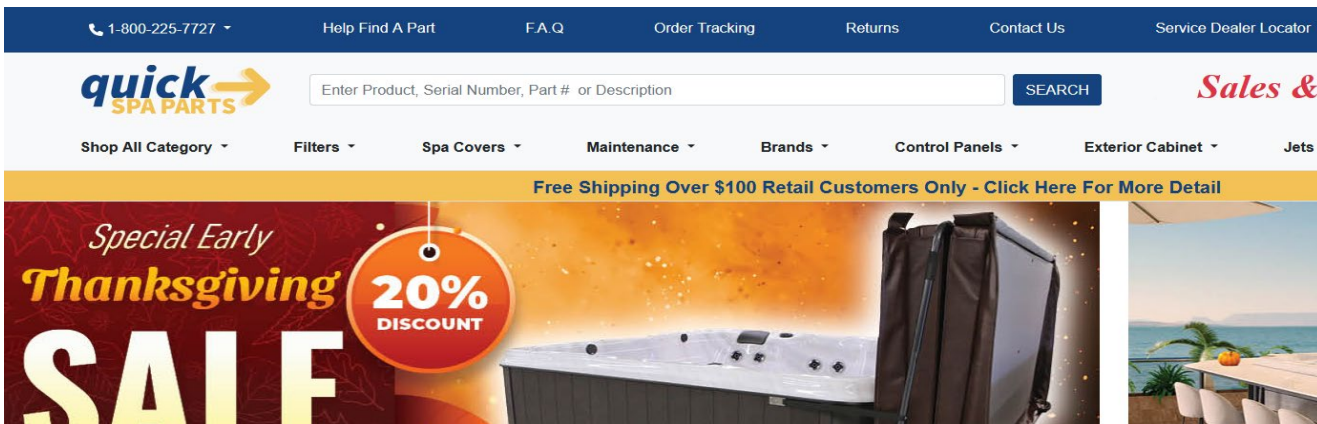 1-800-225-7727 Help Find A Part F.A.Q Order Tracking Returns Contact Us Service Dealer Locator
quick
SPA PARTS
Enter Product, Serial Number, Part # or Description SEARCH
Sales &
Shop All Category Filters Spa Covers Maintenance Brands Control Panels Exterior Cabinet Jets
Free Shipping Over $100 Retail Customers Only - Click Here For More Detail
Special Early
Thanksgiving
SALE
20%
DISCOUNT